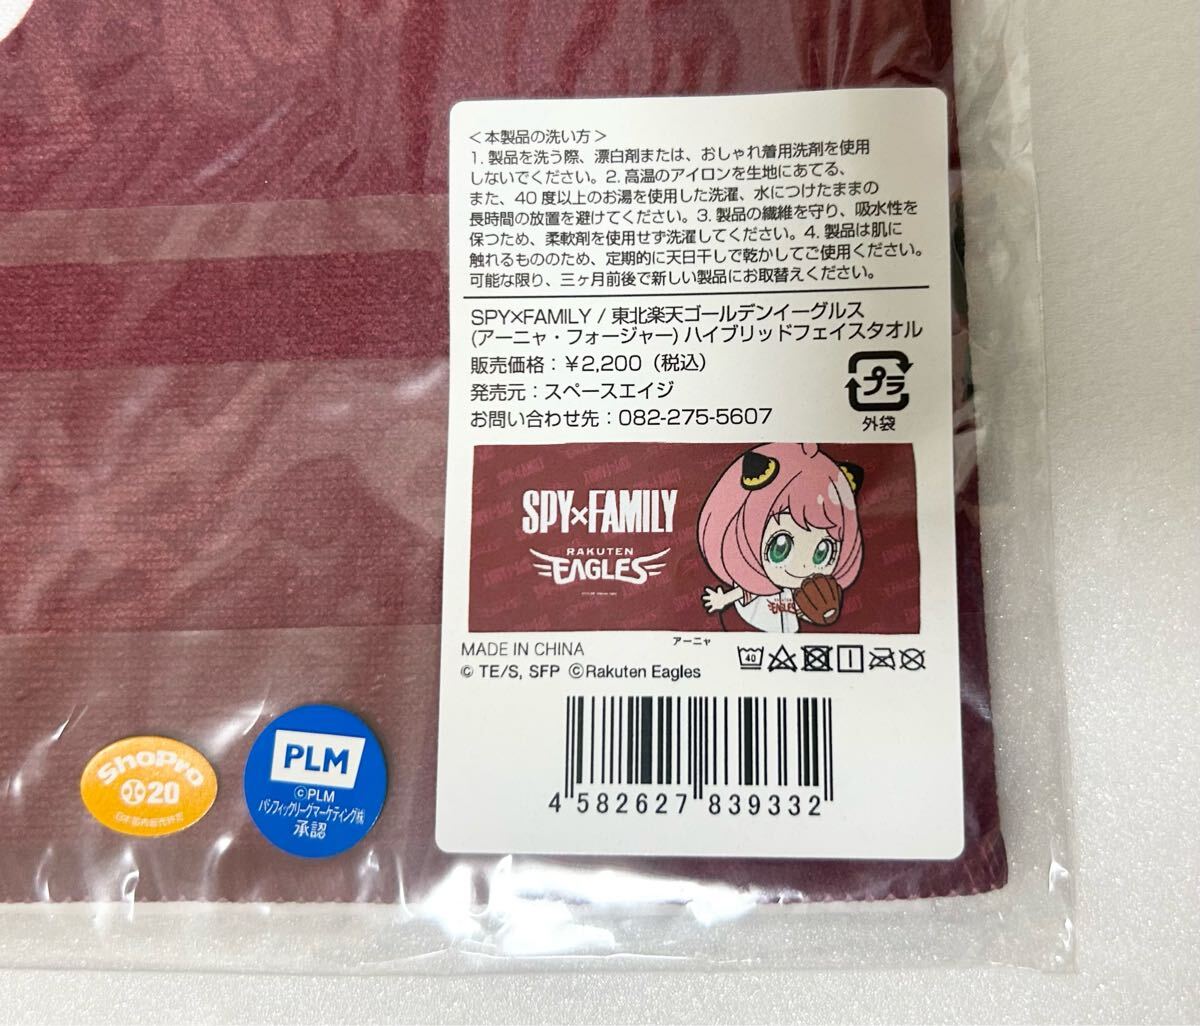 <本製品の洗い方>
1. 製品を洗う際、漂白剤または、おしゃれ着用洗剤を使用
しないでください。2. 高温のアイロンを生地にあてる、
また、40度以上のお湯を使用した洗濯、水につけたままの
長時間の放置を避けてください。3. 製品の繊維を守り、吸水性を
保つため、柔軟剤を使用せず洗濯してください。4. 製品は肌に
触れるもののため、定期的に天日干しで乾かしてご使用ください。
可能な限り、三ヶ月前後で新しい製品にお取替えください。
SPY×FAMILY / 東北楽天ゴールデンイーグルス
(アーニャ・フォージャー) ハイブリッドフェイスタオル
販売価格：￥2,200（税込）
発売元：スペースエイジ
お問い合わせ先：082-275-5607
プラ
外袋
SPY×FAMILY
RAKUTEN
EAGLES
EAGLES
アーニャ
MADE IN CHINA
40
© TE/S, SFP ©Rakuten Eagles
4 582627 839332
ShoPro
20
PLM
©PLM
パシフィックリーグマーケティング㈱
承認